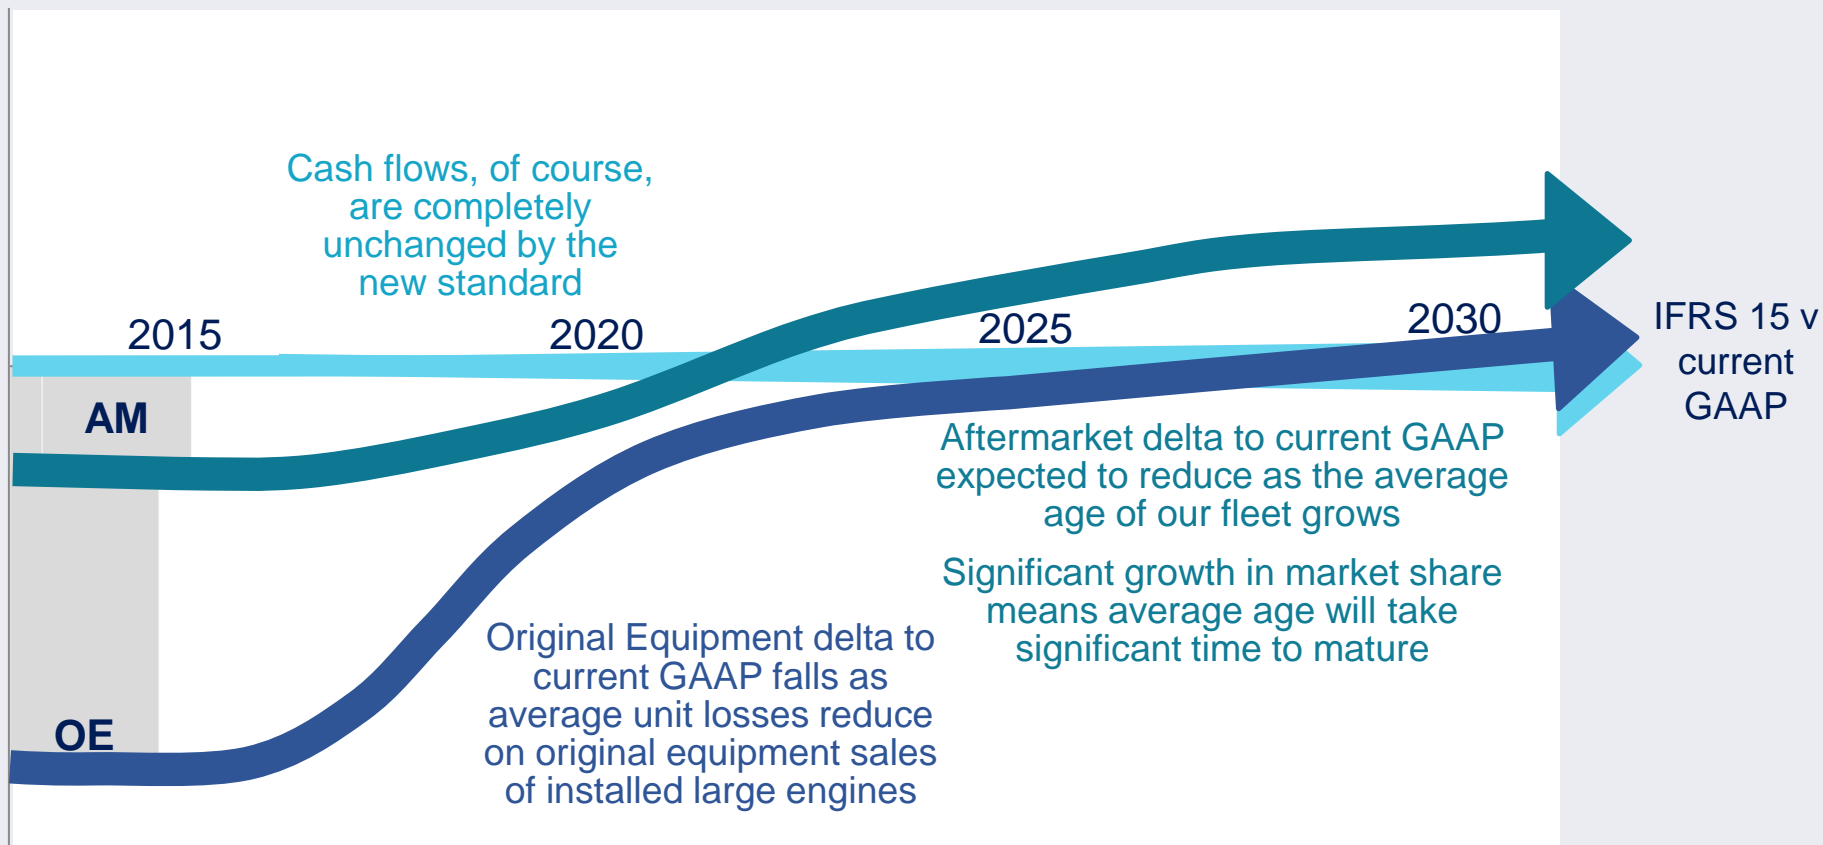 Cash flows, of course,
are completely
unchanged by the
new standard
2015
2020
2025
2030
IFRS 15 v
current
GAAP
AM
Aftermarket delta to current GAAP
expected to reduce as the average
age of our fleet grows
Significant growth in market share
means average age will take
significant time to mature
Original Equipment delta to
current GAAP falls as
average unit losses reduce
on original equipment sales
of installed large engines
OE